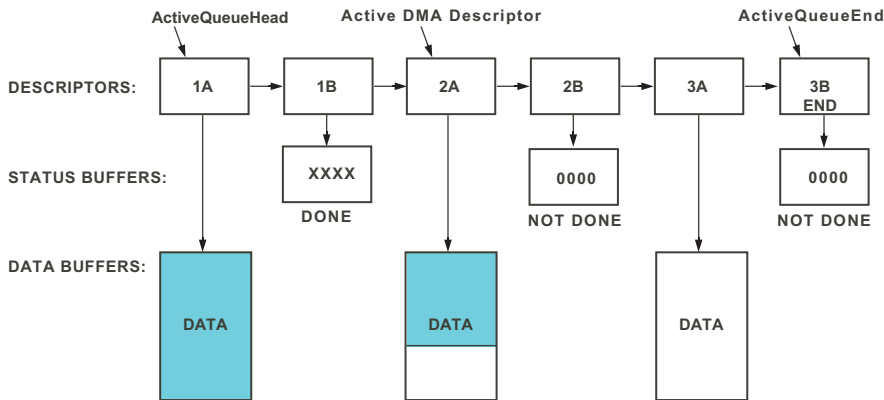 ActiveQueueHead
Active DMA Descriptor
ActiveQueueEnd
DESCRIPTORS:
1A
1B
2A
2B
3A
3B
END
STATUS BUFFERS:
XXXX
0000
0000
DONE
NOT DONE
NOT DONE
DATA BUFFERS:
DATA
DATA
DATA